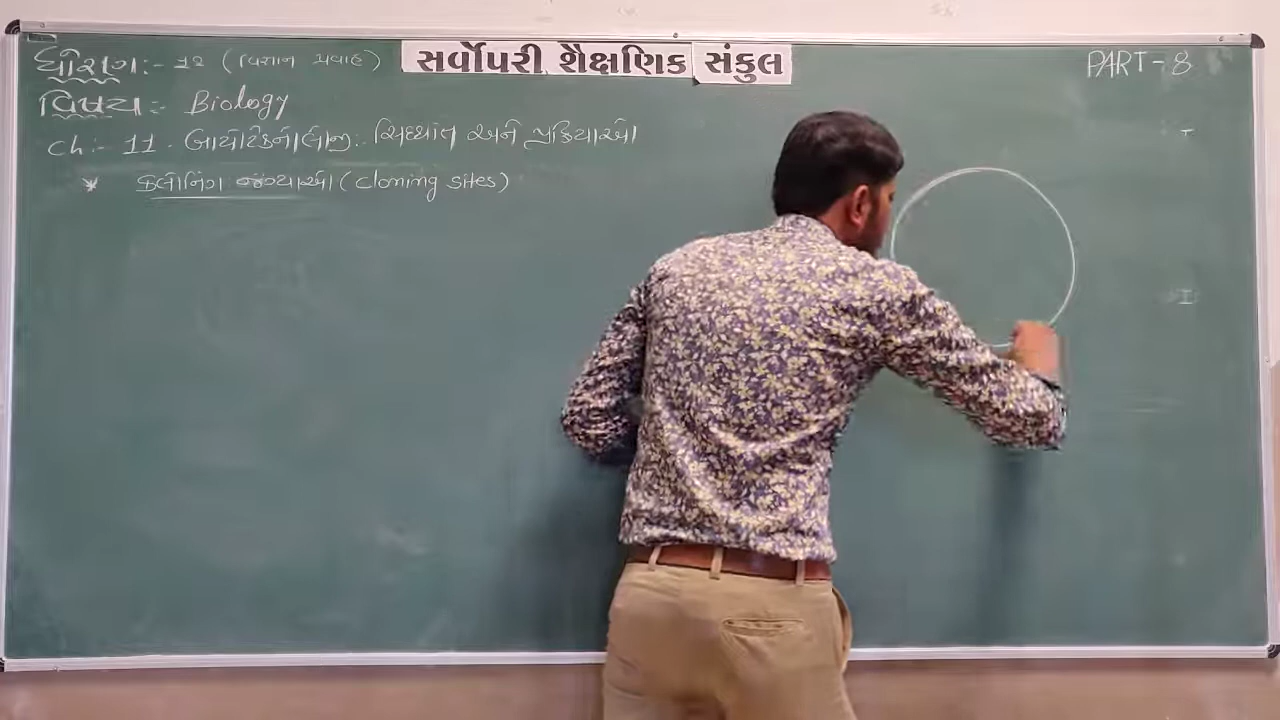 સર્વોપરી શૈક્ષણિક સંકુલ
ધોરણ:- ૧૨ (વિજ્ઞાન પ્રવાહ)
PART-8
વિષય:- Biology
ch:- 11. બાયોટેકનોલોજી:- સિધ્ધાંત અને પ્રક્રિયાઓ
* ક્લોનિંગ જગ્યાઓ (cloning sites)